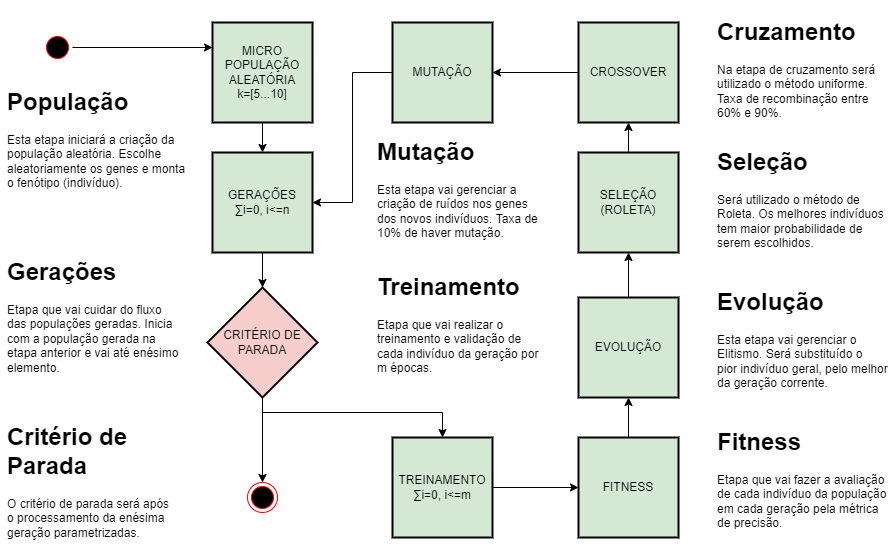 MICRO
POPULAÇÃO
ALEATÓRIA
k=[5...10]
MUTAÇÃO
CROSSOVER
Cruzamento
Na etapa de cruzamento será
utilizado o método uniforme.
Taxa de recombinação entre
60% e 90%.
População
Esta etapa iniciará a criação da
população aleatória. Escolhe
aleatoriamente os genes e monta
o fenótipo (indivíduo).
GERAÇÕES
∑i=0, i<=n
Mutação
Esta etapa vai gerenciar a
criação de ruídos nos genes
dos novos indivíduos. Taxa de
10% de haver mutação.
SELEÇÃO
(ROLETA)
Seleção
Será utilizado o método de
Roleta. Os melhores indivíduos
tem maior probabilidade de
serem escolhidos.
Gerações
Etapa que vai cuidar do fluxo
das populações geradas. Inicia
com a população gerada na
etapa anterior e vai até enésimo
elemento.
CRITÉRIO DE
PARADA
Treinamento
Etapa que vai realizar o
treinamento e validação de
cada indivíduo da geração por
m épocas.
EVOLUÇÃO
Evolução
Esta etapa vai gerenciar o
Elitismo. Será substituído o
pior indivíduo geral, pelo melhor
da geração corrente.
Critério de
Parada
O critério de parada será após
o processamento da enésima
geração parametrizadas.
TREINAMENTO
∑i=0, i<=m
FITNESS
Fitness
Etapa que vai fazer a avaliação
de cada indivíduo da população
em cada geração pela métrica
de precisão.